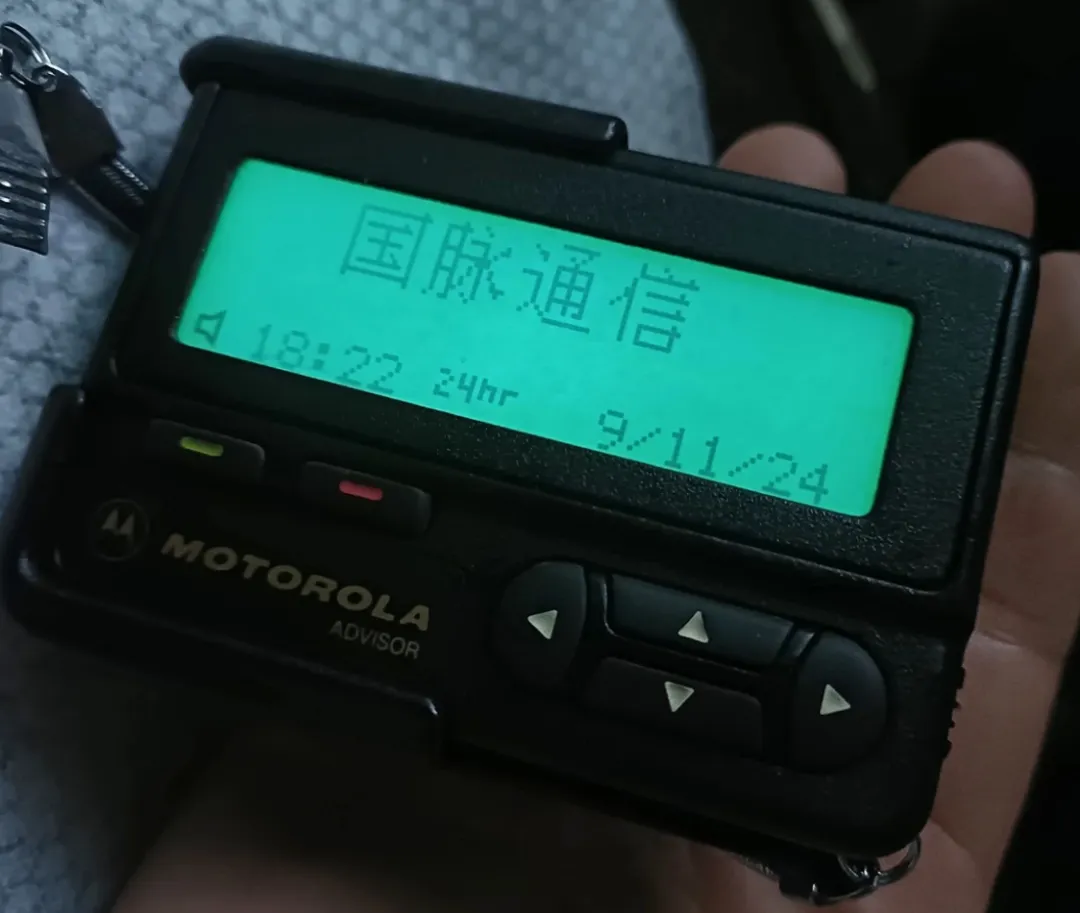 国脉通信
18:22 24hr 9/11/24
MOTOROLA
ADVISOR